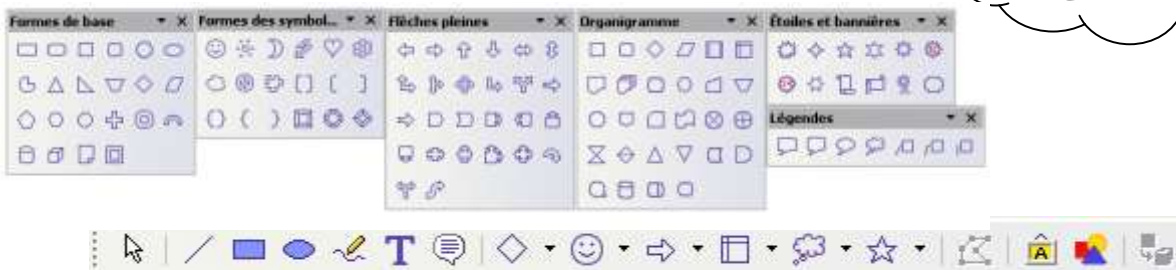 Formes de base
Formes des symbol...
Flèches pleines
Organigramme
Étoiles et bannières
Légendes
T
A